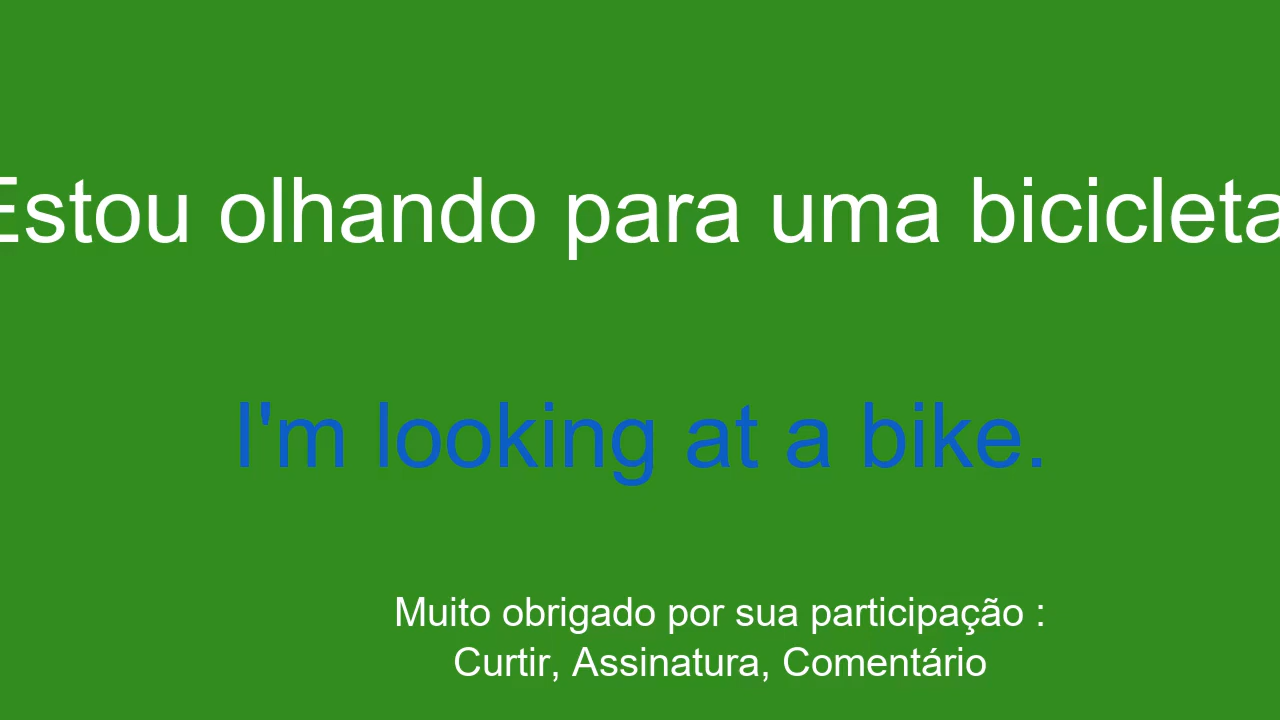 Estou olhando para uma bicicleta
I'm looking at a bike.
Muito obrigado por sua participação :
Curtir, Assinatura, Comentário